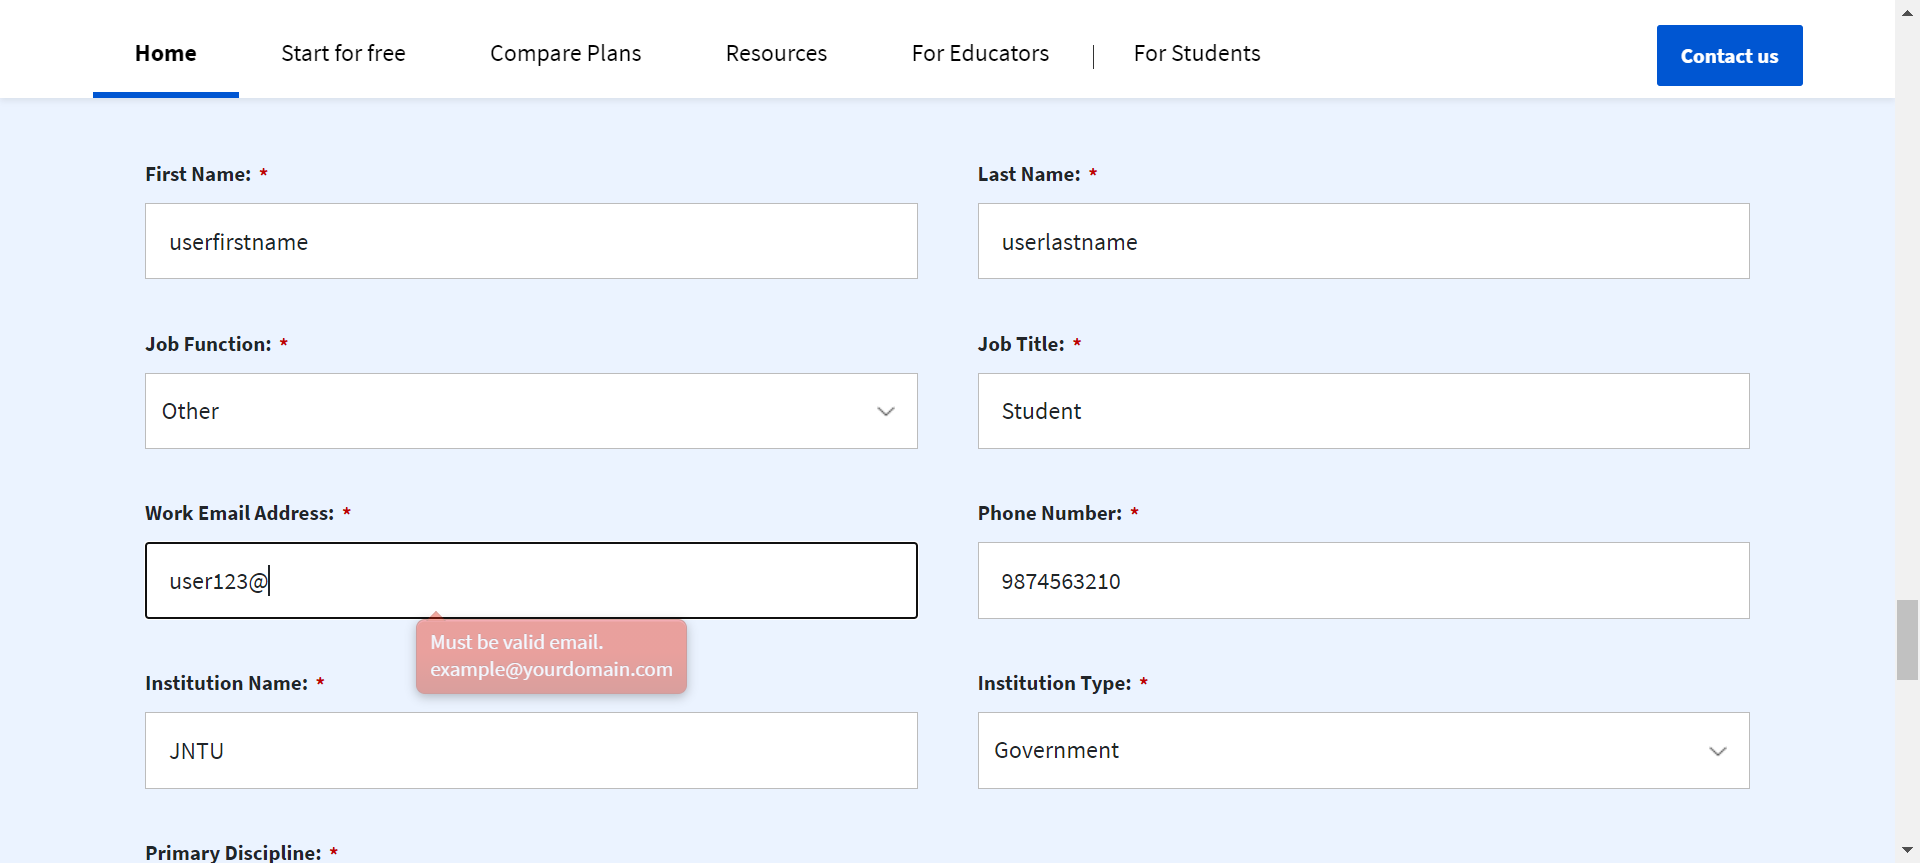 Home Start for free Compare Plans Resources For Educators | For Students Contact us
First Name: * Last Name: *
userfirstname userlastname
Job Function: * Job Title: *
Other Student
Work Email Address: * Phone Number: *
user123@ 9874563210
Must be valid email.
example@yourdomain.com
Institution Name: * Institution Type: *
JNTU Government
Primary Discipline: *